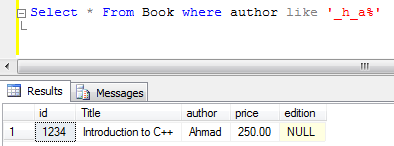 Select * From Book where author like '_h_a%'
Results Messages
id Title author price edition
1 1234 Introduction to C++ Ahmad 250.00 NULL